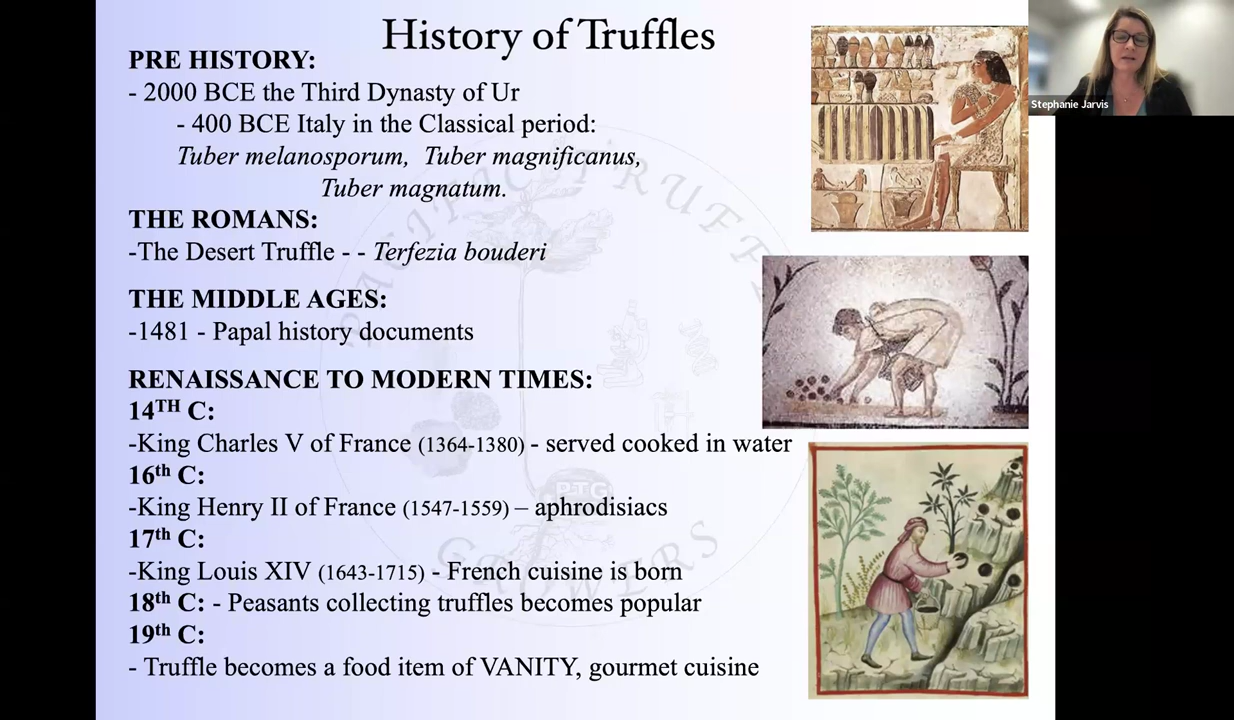 History of Truffles
PRE HISTORY:
- 2000 BCE the Third Dynasty of Ur
- 400 BCE Italy in the Classical period:
Tuber melanosporum, Tuber magnificanus,
Tuber magnatum.
THE ROMANS:
-The Desert Truffle - - Terfezia bouderi
THE MIDDLE AGES:
-1481 - Papal history documents
RENAISSANCE TO MODERN TIMES:
14TH C:
-King Charles V of France (1364-1380) - served cooked in water
16th C:
-King Henry II of France (1547-1559) – aphrodisiacs
17th C:
-King Louis XIV (1643-1715) - French cuisine is born
18th C: - Peasants collecting truffles becomes popular
19th C:
- Truffle becomes a food item of VANITY, gourmet cuisine
Stephanie Jarvis
PACIFIC TRUFFLE
PTG
GROWERS